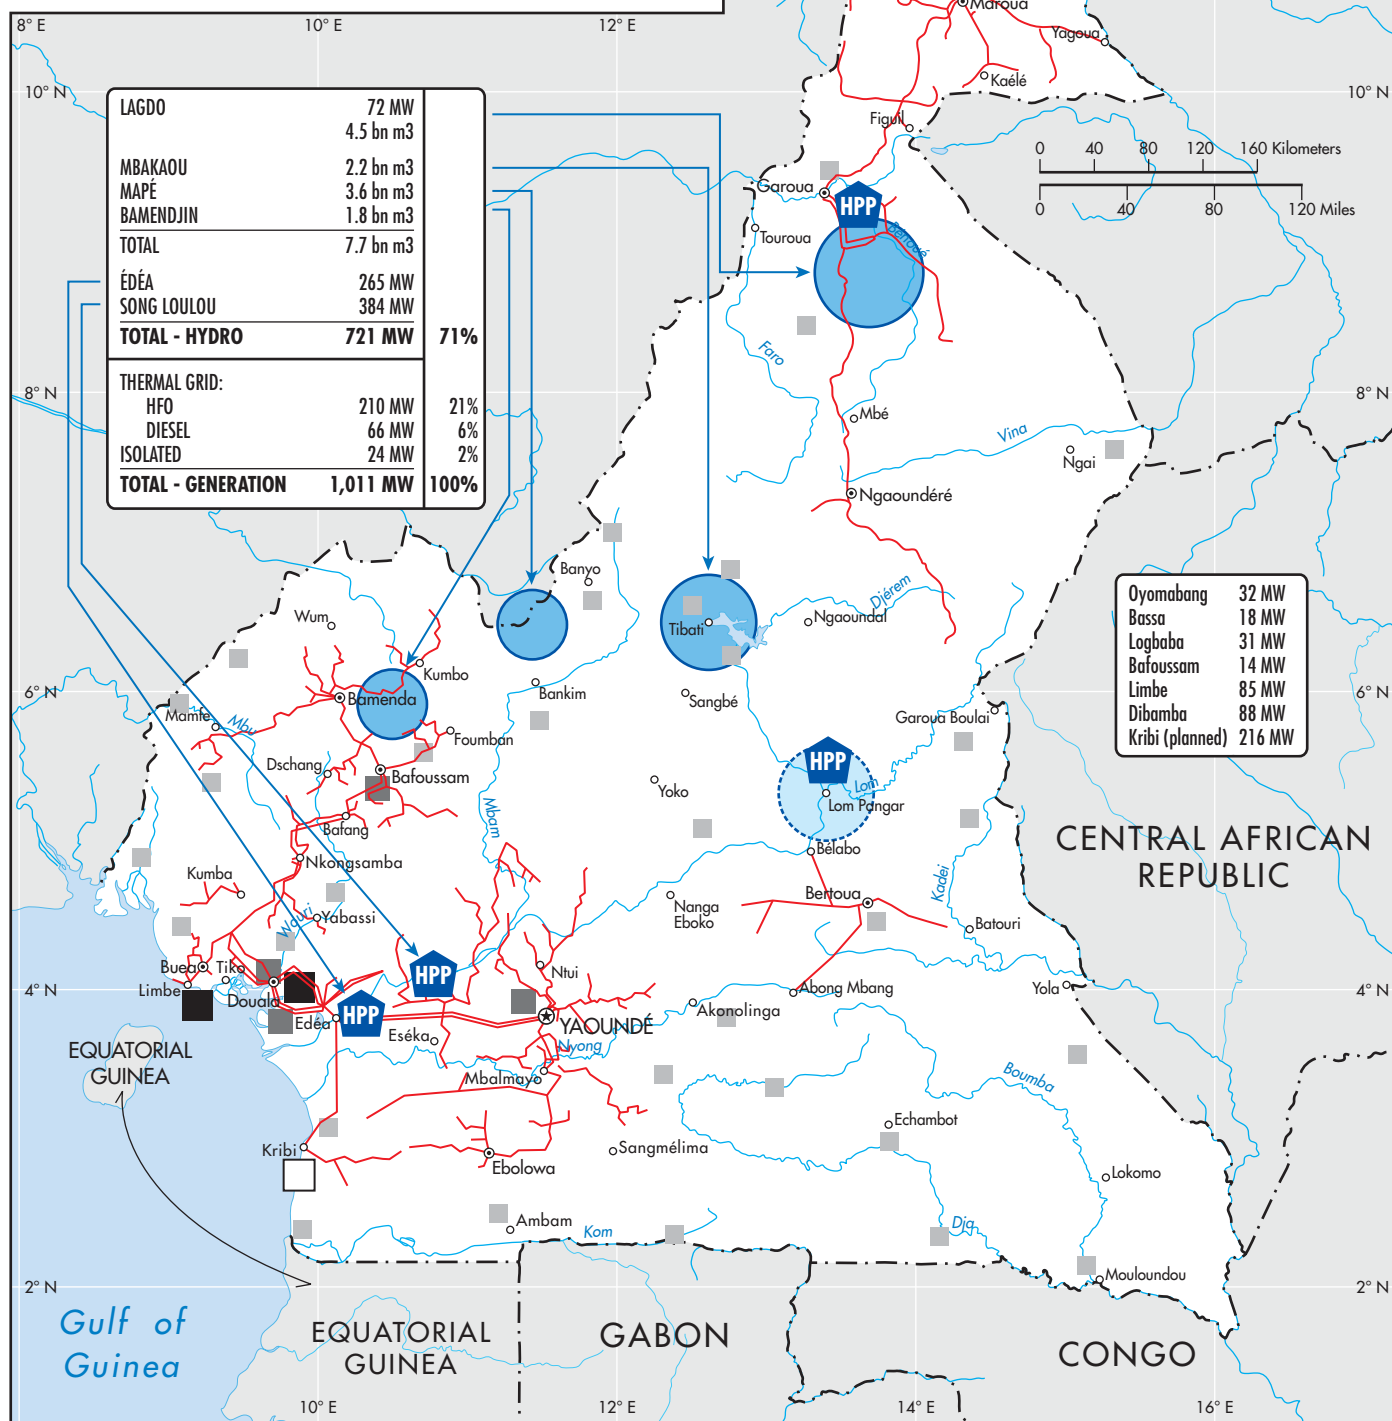 8° E
10° E
12° E
Maroua
Yagoua
Kaélé
10° N
10° N
Figuil
LAGDO 72 MW
4.5 bn m3
MBAKAOU 2.2 bn m3
MAPÉ 3.6 bn m3
BAMENDJIN 1.8 bn m3
TOTAL 7.7 bn m3
ÉDÉA 265 MW
SONG LOULOU 384 MW
TOTAL - HYDRO 721 MW 71%
THERMAL GRID:
HFO 210 MW 21%
DIESEL 66 MW 6%
ISOLATED 24 MW 2%
TOTAL - GENERATION 1,011 MW 100%
0 40 80 120 160 Kilometers
0 40 80 120 Miles
Garoua
HPP
Bénoué
Touroua
Faro
8° N
8° N
Mbé
Vina
Ngai
Ngaoundéré
Banyo
Djérem
Wum
Tibati
Ngaoundal
Oyomabang 32 MW
Bassa 18 MW
Logbaba 31 MW
Bafoussam 14 MW
Limbe 85 MW
Dibamba 88 MW
Kribi (planned) 216 MW
Kumbo
Bankim
Sangbé
6° N
6° N
Bamenda
Mamfe
Mbu
Garoua Boulai
Foumban
Dschang
Bafoussam
HPP
Yoko
Lom
Lom Pangar
Mbam
Bafang
CENTRAL AFRICAN
REPUBLIC
Bélabo
Nkongsamba
Kumba
Bertoua
Kadei
Nanga
Eboko
Wouri
Yabassi
Batouri
Buea
Tiko
HPP
Ntui
Limbe
4° N
4° N
Douala
Abong Mbang
Yola
Akonolinga
Edéa
HPP
YAOUNDÉ
Eséka
Nyong
EQUATORIAL
GUINEA
Mbalmayo
Boumba
Echambot
Kribi
Sangmélima
Ebolowa
Lokomo
Ambam
Kom
Dja
Mouloundou
2° N
2° N
Gulf of
Guinea
EQUATORIAL
GUINEA
GABON
CONGO
10° E
12° E
14° E
16° E